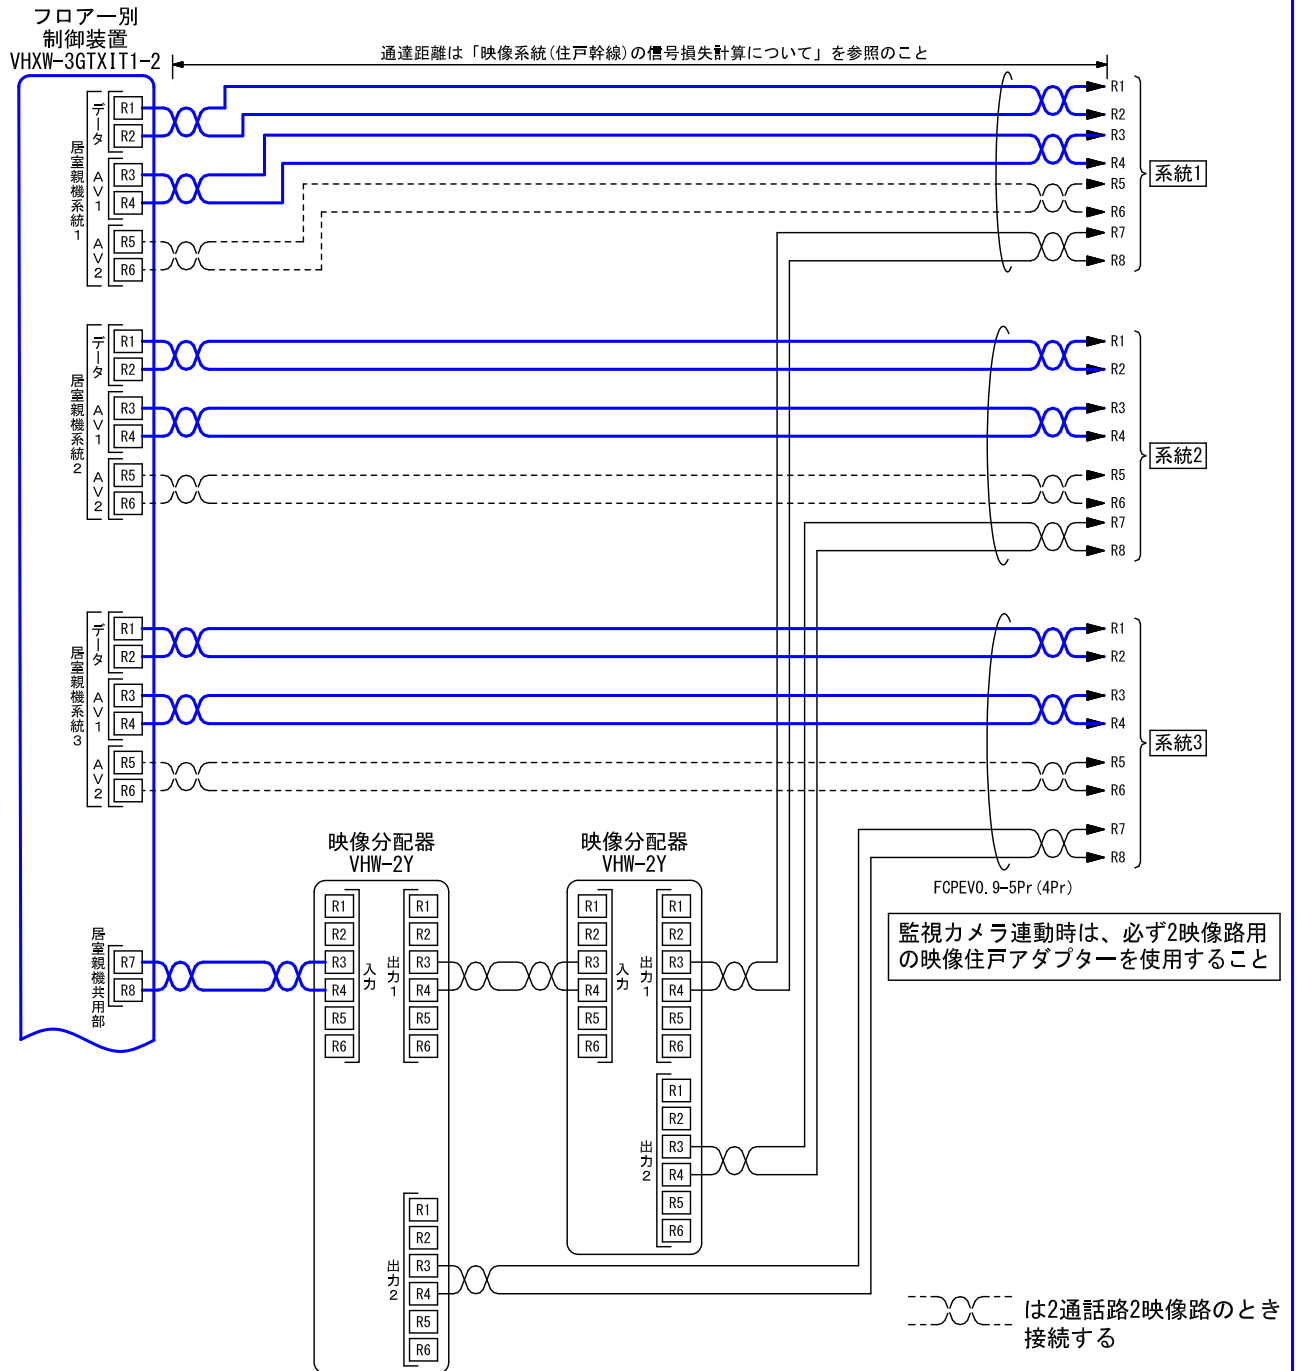 フロアー別
制御装置
VHXW-3GTXIT1-2
通達距離は「映像系統(住戸幹線)の信号損失計算について」を参照のこと
居室親機系統1
データ
R1
R2
AV1
R3
R4
AV2
R5
R6
R1
R2
R3
R4
R5
R6
R7
R8
系統1
居室親機系統2
データ
R1
R2
AV1
R3
R4
AV2
R5
R6
R1
R2
R3
R4
R5
R6
R7
R8
系統2
居室親機系統3
データ
R1
R2
AV1
R3
R4
AV2
R5
R6
R1
R2
R3
R4
R5
R6
R7
R8
系統3
FCPEV0.9-5Pr(4Pr)
監視カメラ連動時は、必ず2映像路用
の映像住戸アダプターを使用すること
居室親機共用部
R7
R8
映像分配器
VHW-2Y
R1
R2
R3
R4
R5
R6
入力
出力1
R1
R2
R3
R4
R5
R6
出力2
R1
R2
R3
R4
R5
R6
映像分配器
VHW-2Y
R1
R2
R3
R4
R5
R6
入力
出力1
R1
R2
R3
R4
R5
R6
出力2
R1
R2
R3
R4
R5
R6
は2通話路2映像路のとき
接続する